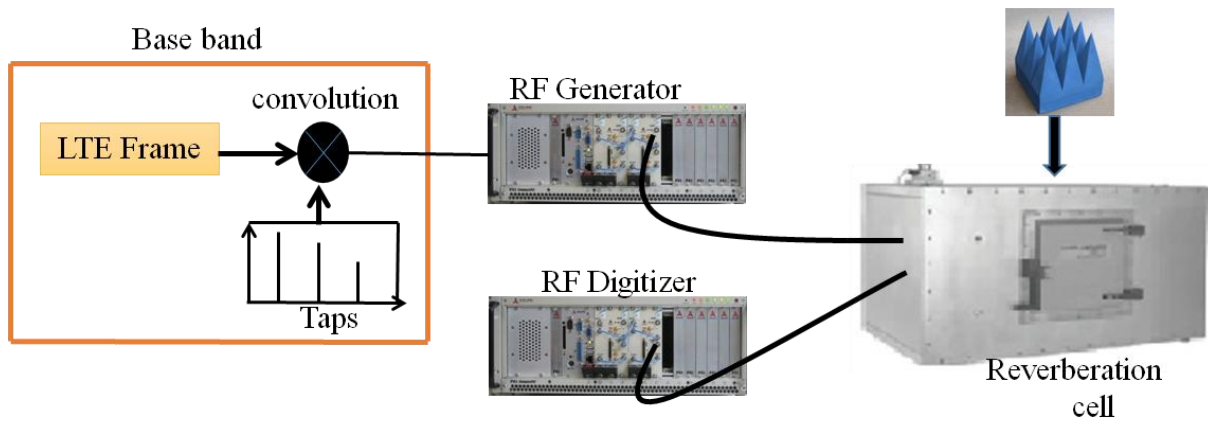 Base band
convolution
LTE Frame
Taps
RF Generator
RF Digitizer
Reverberation
cell